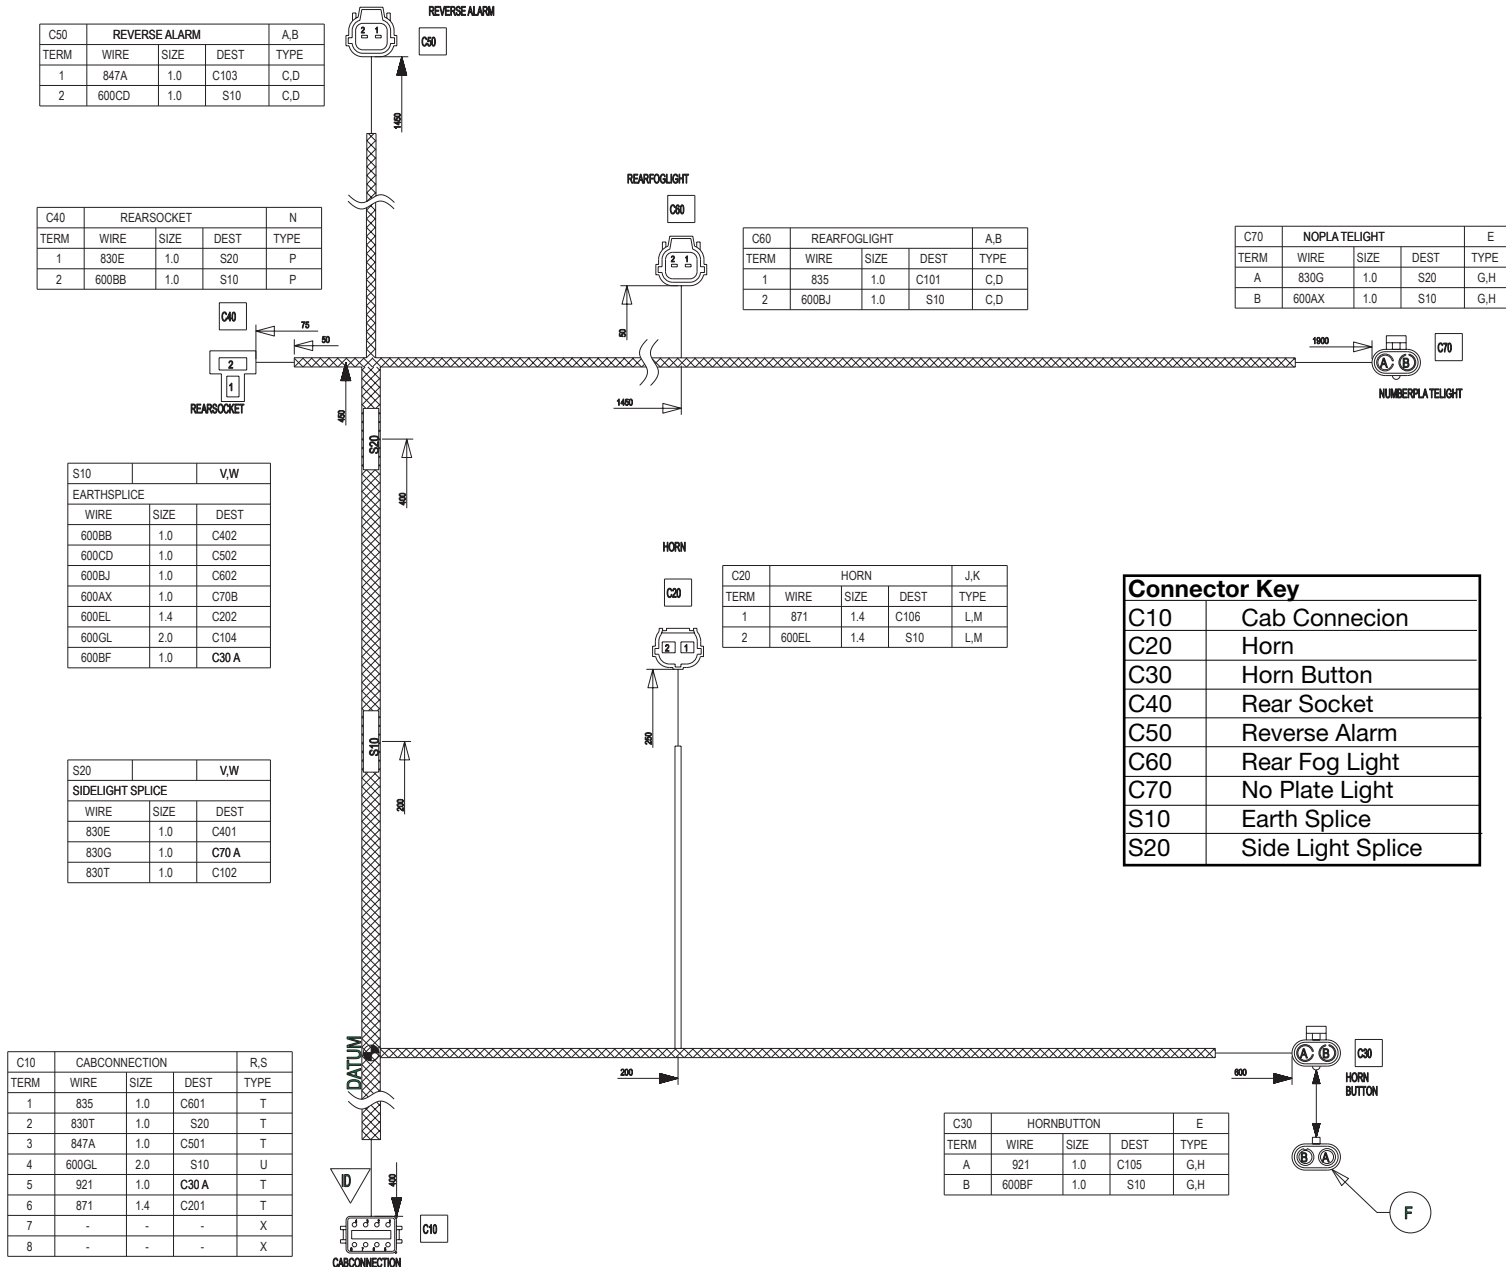 REVERSE ALARM
C50
2 1
1450
C50 REVERSE ALARM A,B
TERM WIRE SIZE DEST TYPE
1 847A 1.0 C103 C,D
2 600CD 1.0 S10 C,D
C40 REARSOCKET N
TERM WIRE SIZE DEST TYPE
1 830E 1.0 S20 P
2 600BB 1.0 S10 P
C40
75
50
2
1
REARSOCKET
450
REARFOGLIGHT
C60
2 1
50
1450
C60 REARFOGLIGHT A,B
TERM WIRE SIZE DEST TYPE
1 835 1.0 C101 C,D
2 600BJ 1.0 S10 C,D
C70 NOPLA TELIGHT E
TERM WIRE SIZE DEST TYPE
A 830G 1.0 S20 G,H
B 600AX 1.0 S10 G,H
1900
A B
C70
NUMBERPLA TELIGHT
S20
400
S10 V,W
EARTHSPLICE
WIRE SIZE DEST
600BB 1.0 C402
600CD 1.0 C502
600BJ 1.0 C602
600AX 1.0 C70B
600EL 1.4 C202
600GL 2.0 C104
600BF 1.0 C30 A
HORN
C20
2 1
250
C20 HORN J,K
TERM WIRE SIZE DEST TYPE
1 871 1.4 C106 L,M
2 600EL 1.4 S10 L,M
Connector Key
C10 Cab Connecion
C20 Horn
C30 Horn Button
C40 Rear Socket
C50 Reverse Alarm
C60 Rear Fog Light
C70 No Plate Light
S10 Earth Splice
S20 Side Light Splice
S10
200
S20 V,W
SIDELIGHT SPLICE
WIRE SIZE DEST
830E 1.0 C401
830G 1.0 C70 A
830T 1.0 C102
DATUM
200
600
A B
C30
HORN
BUTTON
B A
F
C10 CABCONNECTION R,S
TERM WIRE SIZE DEST TYPE
1 835 1.0 C601 T
2 830T 1.0 S20 T
3 847A 1.0 C501 T
4 600GL 2.0 S10 U
5 921 1.0 C30 A T
6 871 1.4 C201 T
7 - - - X
8 - - - X
C30 HORNBUTTON E
TERM WIRE SIZE DEST TYPE
A 921 1.0 C105 G,H
B 600BF 1.0 S10 G,H
ID
400
C10
CABCONNECTION